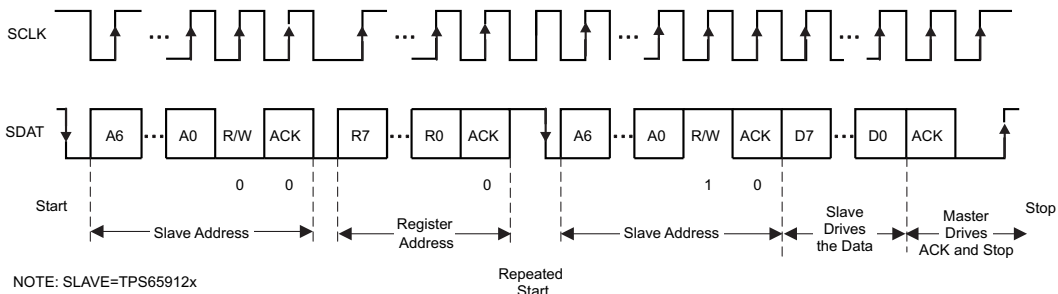 SCLK
... ... ... ...
SDAT
A6 ... A0 R/W ACK R7 ... R0 ACK A6 ... A0 R/W ACK D7 ... D0 ACK
0 0 0 1 0
Start
Slave Address
Register
Address
Slave Address
Slave
Drives
the Data
Master
Drives
ACK and Stop
Stop
Repeated
Start
NOTE: SLAVE=TPS65912x